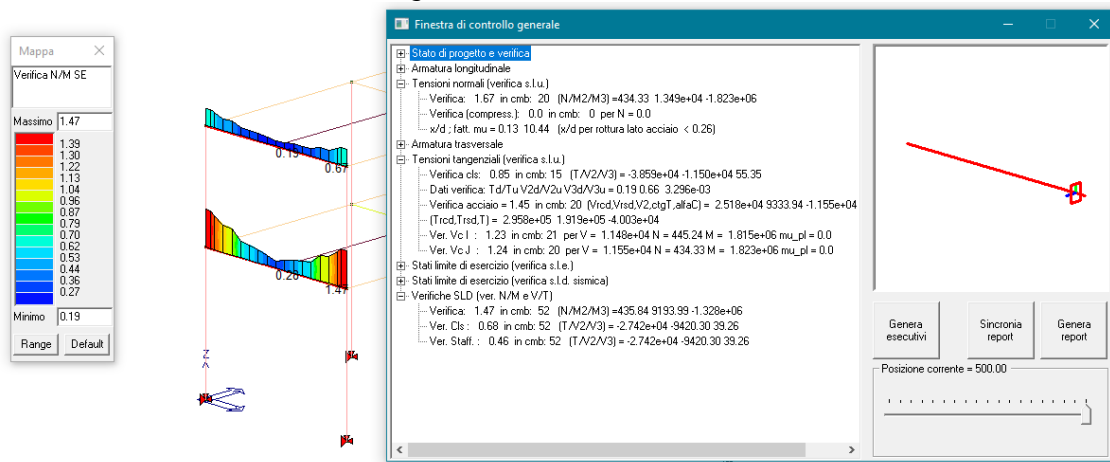 Mappa
Verifica N/M SE
Massimo 1.47
1.39
1.30
1.22
1.13
1.04
0.96
0.87
0.79
0.70
0.62
0.53
0.44
0.36
0.27
Minimo 0.19
Range Default
0.19
0.67
0.28
1.47
Z
Finestra di controllo generale
Stato di progetto e verifica
Armatura longitudinale
Tensioni normali (verifica s.l.u.)
Verifica: 1.67 in cmb: 20 (N/M2/M3) =434.33 1.349e+04 -1.823e+06
Verifica (compress.): 0.0 in cmb: 0 per N = 0.0
x/d ; fatt. mu = 0.13 10.44 (x/d per rottura lato acciaio < 0.26)
Armatura trasversale
Tensioni tangenziali (verifica s.l.u.)
Verifica cls: 0.85 in cmb: 15 (T/V2/V3) = -3.859e+04 -1.150e+04 55.35
Dati verifica: Td/Tu V2d/V2u V3d/V3u = 0.19 0.66 3.296e-03
Verifica acciaio = 1.45 in cmb: 20 (Vrcd,Vrsd,V2,ctgT,alfaC) = 2.518e+04 9333.94 -1.155e+04
(Trcd,Trsd,T) = 2.958e+05 1.919e+05 -4.003e+04
Ver. Vc I : 1.23 in cmb: 21 per V = 1.148e+04 N = 445.24 M = 1.815e+06 mu_pl = 0.0
Ver. Vc J : 1.24 in cmb: 20 per V = 1.155e+04 N = 434.33 M = 1.823e+06 mu_pl = 0.0
Stati limite di esercizio (verifica s.l.e.)
Stati limite di esercizio (verifica s.l.d. sismica)
Verifiche SLD (ver. N/M e V/T)
Verifica: 1.47 in cmb: 52 (N/M2/M3) =435.84 9193.99 -1.328e+06
Ver. Cls : 0.68 in cmb: 52 (T/V2/V3) = -2.742e+04 -9420.30 39.26
Ver. Staff. : 0.46 in cmb: 52 (T/V2/V3) = -2.742e+04 -9420.30 39.26
Genera esecutivi
Sincronia report
Genera report
Posizione corrente = 500.00